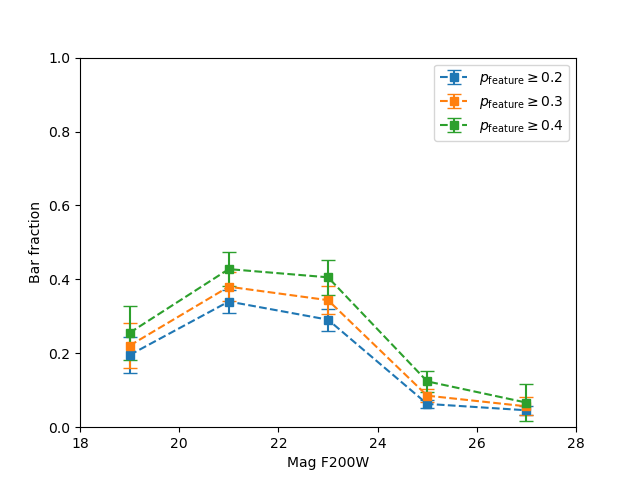 1.0
0.8
0.6
0.4
0.2
0.0
18 20 22 24 26 28
Bar fraction
Mag F200W
p_feature ≥ 0.2
p_feature ≥ 0.3
p_feature ≥ 0.4